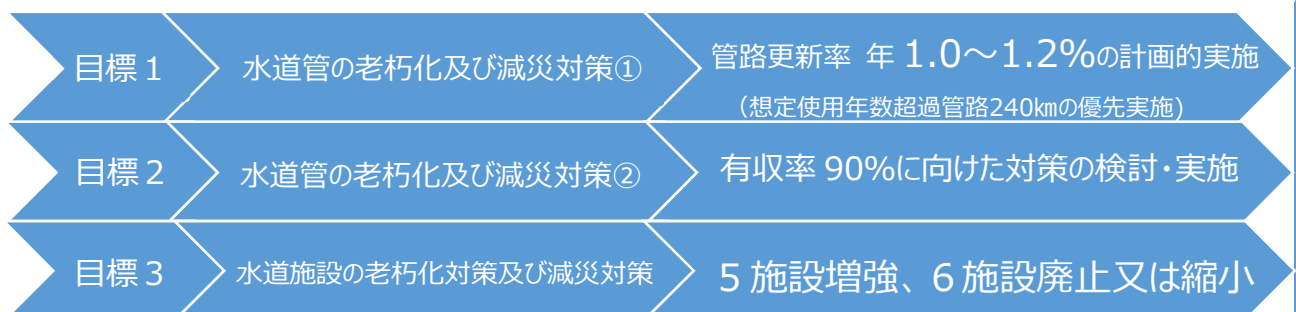 目標１
水道管の老朽化及び減災対策①
管路更新率 年 1.0～1.2%の計画的実施
（想定使用年数超過管路240㎞の優先実施)
目標２
水道管の老朽化及び減災対策②
有収率 90%に向けた対策の検討・実施
目標３
水道施設の老朽化対策及び減災対策
５施設増強、６施設廃止又は縮小